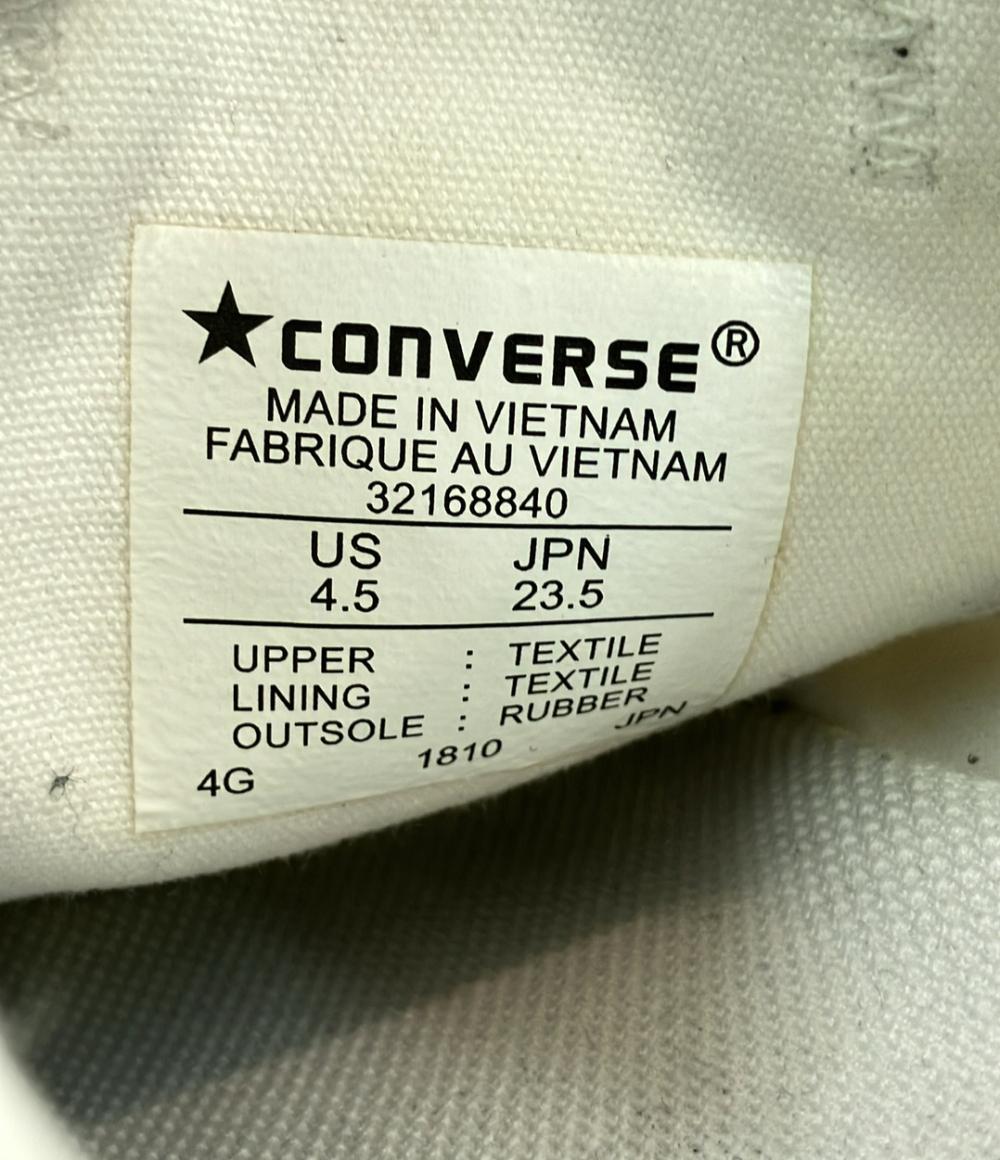 ★CONVERSE®
MADE IN VIETNAM
FABRIQUE AU VIETNAM
32168840
US JPN
4.5 23.5
UPPER : TEXTILE
LINING : TEXTILE
OUTSOLE : RUBBER
4G 1810 JPN